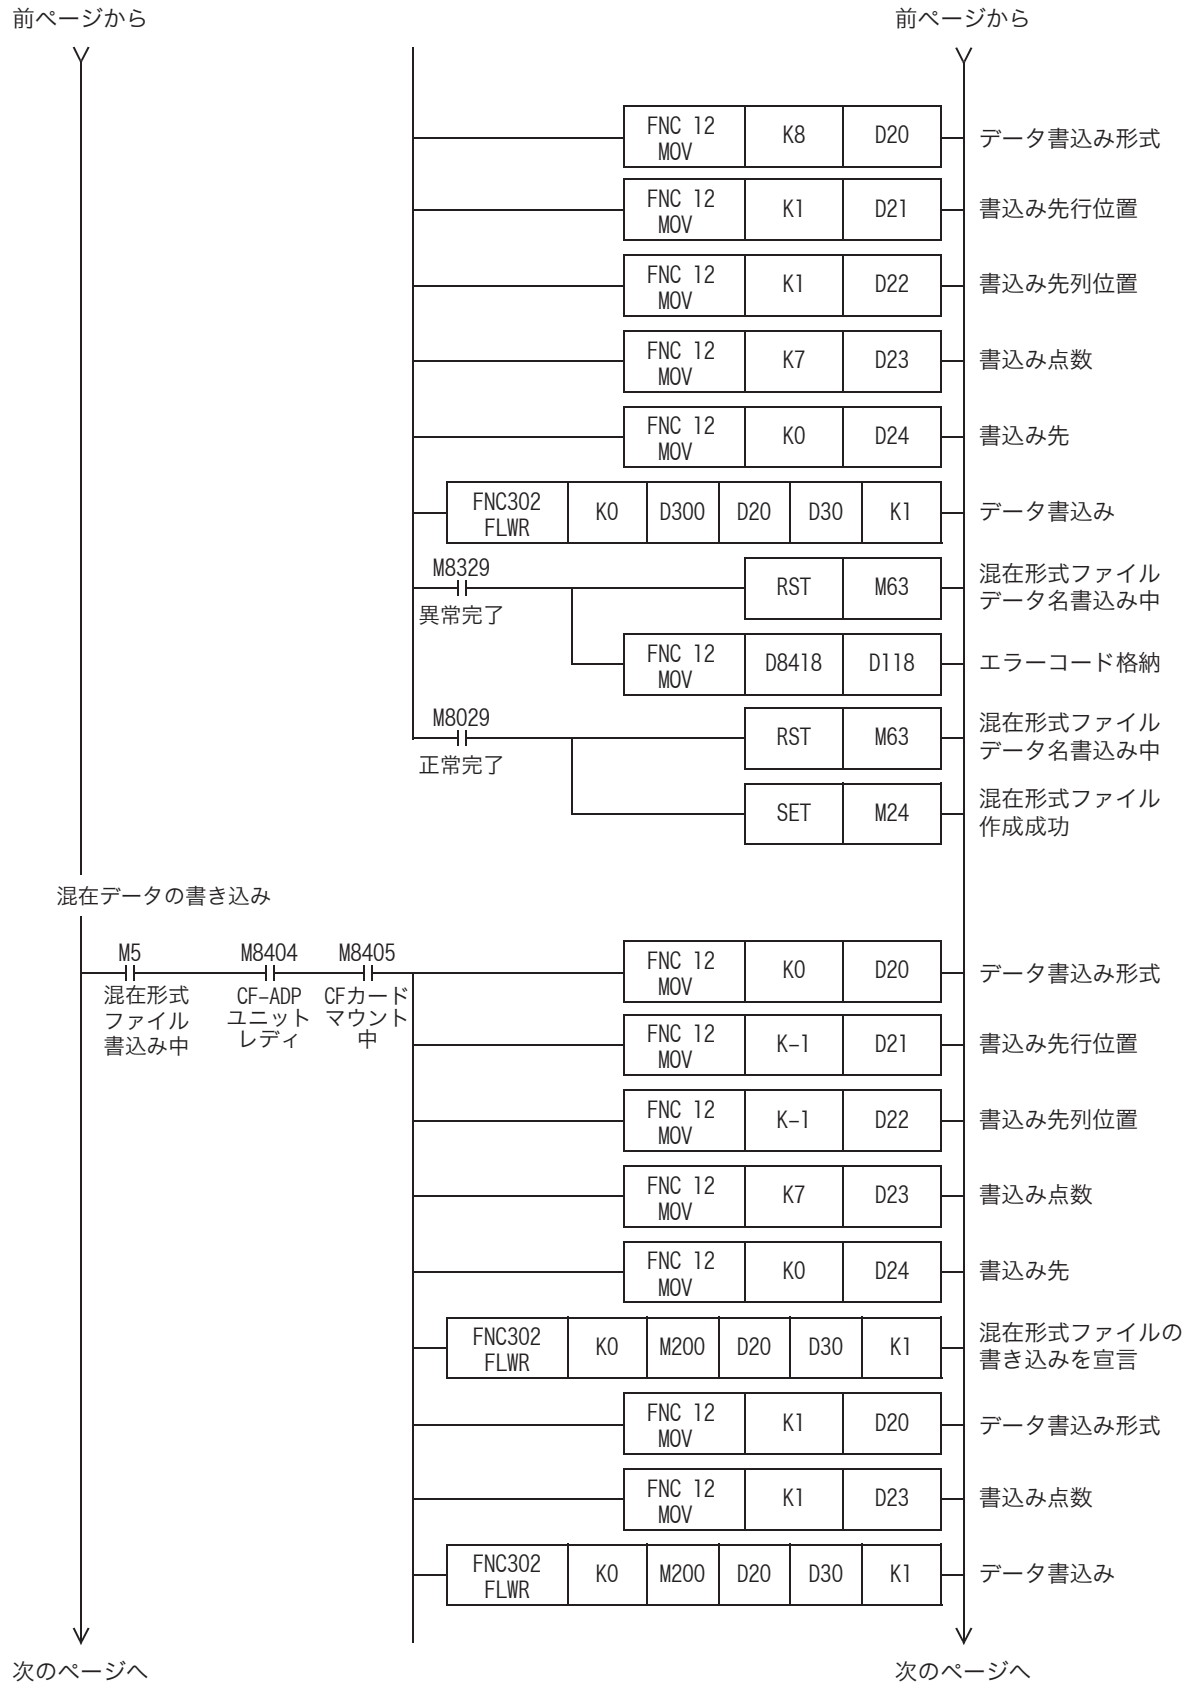 前ページから
前ページから
FNC 12 K8 D20 データ書込み形式
MOV
FNC 12 K1 D21 書込み先行位置
MOV
FNC 12 K1 D22 書込み先列位置
MOV
FNC 12 K7 D23 書込み点数
MOV
FNC 12 K0 D24 書込み先
MOV
FNC302 K0 D300 D20 D30 K1 データ書込み
FLWR
M8329
異常完了
RST M63 混在形式ファイル
データ名書込み中
FNC 12 D8418 D118 エラーコード格納
MOV
M8029
正常完了
RST M63 混在形式ファイル
データ名書込み中
SET M24 混在形式ファイル
作成成功
混在データの書き込み
M5
混在形式
ファイル
書込み中
M8404
CF-ADP
ユニット
レディ
M8405
CFカード
マウント
中
FNC 12 K0 D20 データ書込み形式
MOV
FNC 12 K-1 D21 書込み先行位置
MOV
FNC 12 K-1 D22 書込み先列位置
MOV
FNC 12 K7 D23 書込み点数
MOV
FNC 12 K0 D24 書込み先
MOV
FNC302 K0 M200 D20 D30 K1 混在形式ファイルの
FLWR 書き込みを宣言
FNC 12 K1 D20 データ書込み形式
MOV
FNC 12 K1 D23 書込み点数
MOV
FNC302 K0 M200 D20 D30 K1 データ書込み
FLWR
次のページへ
次のページへ